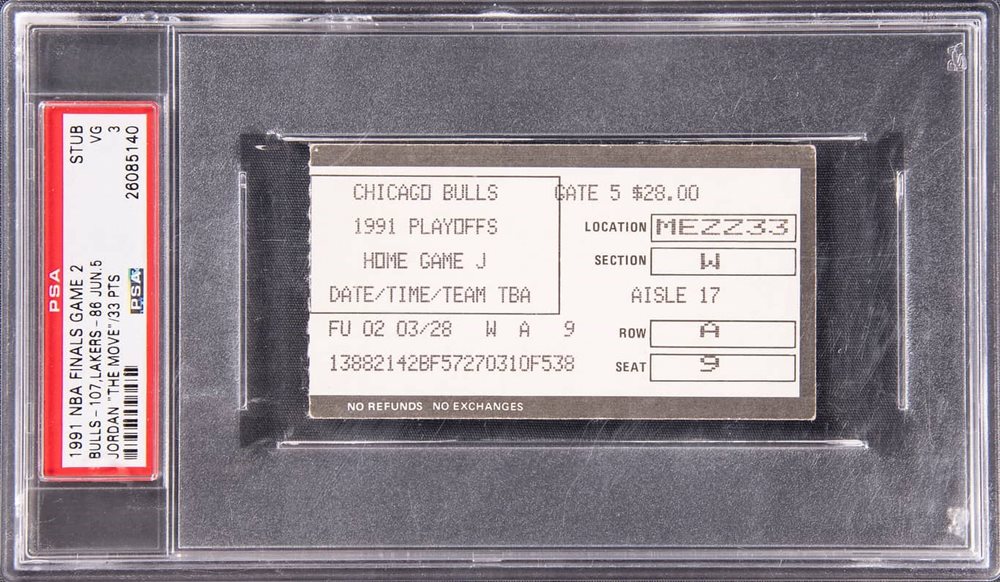 PSA
1991 NBA FINALS GAME 2 STUB
BULLS-107,LAKERS-86 JUN.5 VG
JORDAN "THE MOVE"/33 PTS 3
PSA 26085140
CHICAGO BULLS
1991 PLAYOFFS
HOME GAME J
DATE/TIME/TEAM TBA
FU 02 03/28 W A 9
13882142BF5727031OF538
GATE 5 $28.00
LOCATION MEZZ33
SECTION W
AISLE 17
ROW A
SEAT 9
NO REFUNDS NO EXCHANGES